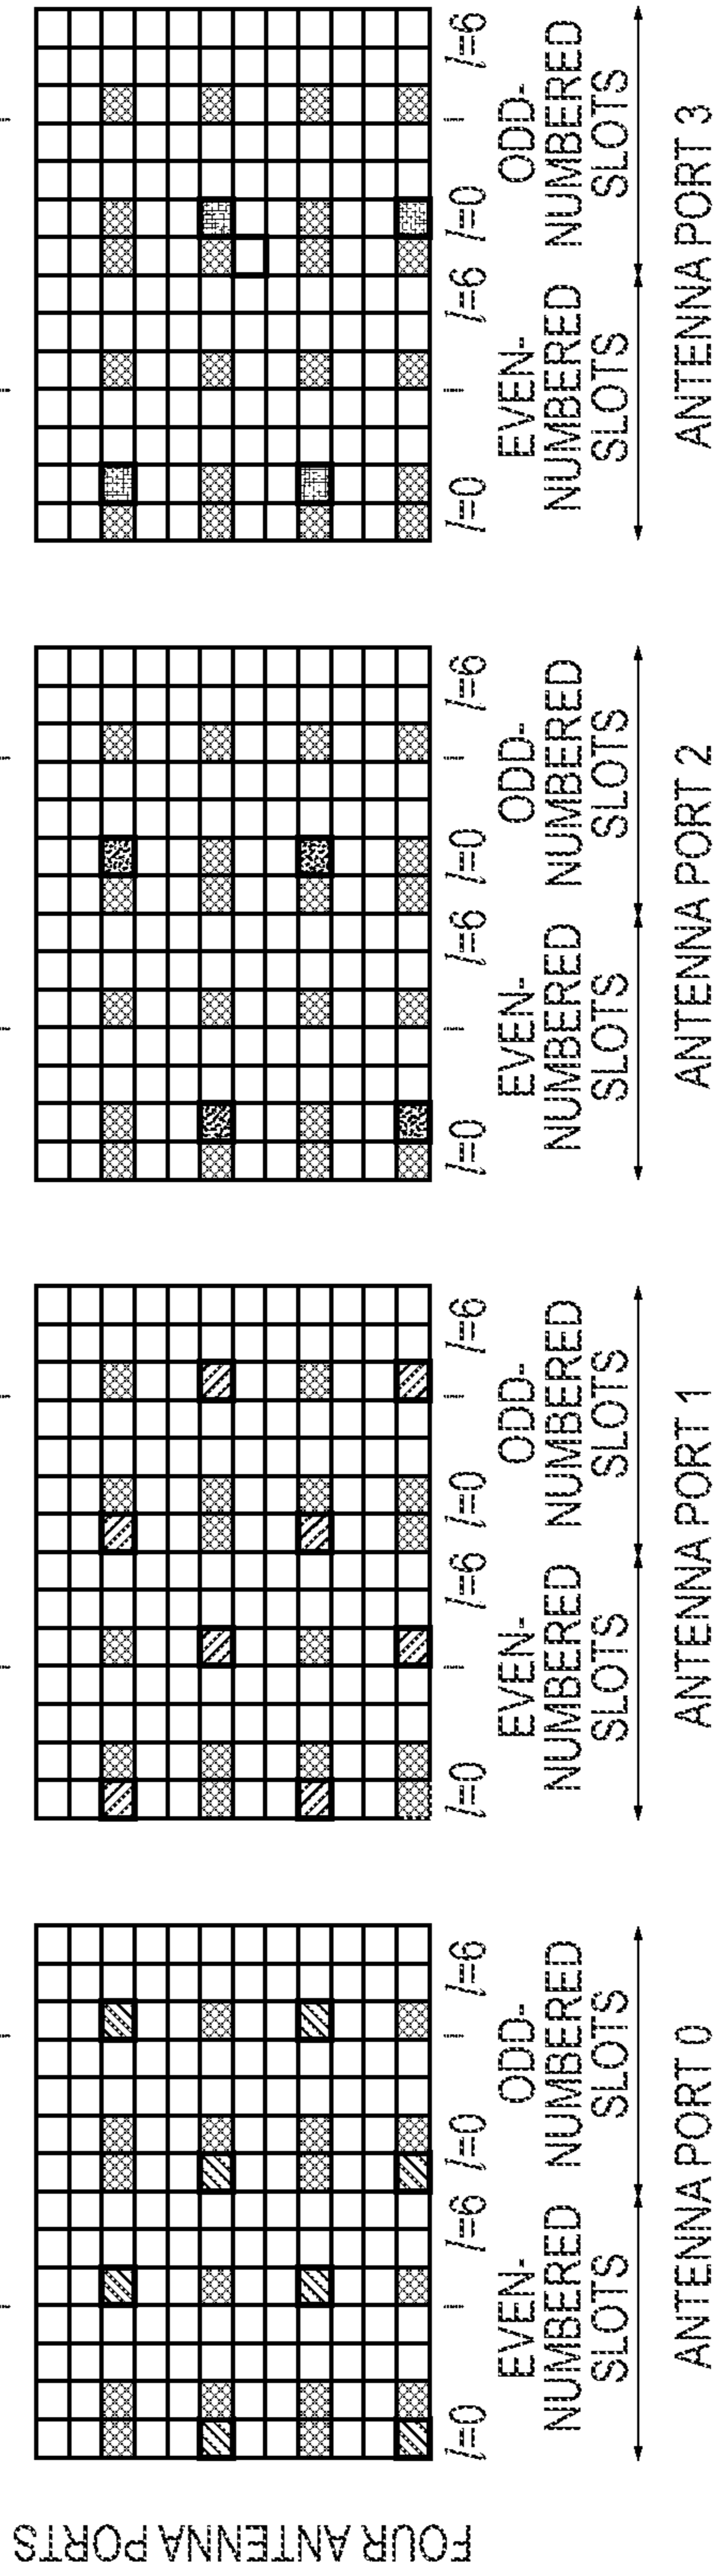 FOUR ANTENNA PORTS
l=0 l=6 l=0 l=6
EVEN-
NUMBERED
SLOTS
ODD-
NUMBERED
SLOTS
ANTENNA PORT 0
l=0 l=6 l=0 l=6
EVEN-
NUMBERED
SLOTS
ODD-
NUMBERED
SLOTS
ANTENNA PORT 1
l=0 l=6 l=0 l=6
EVEN-
NUMBERED
SLOTS
ODD-
NUMBERED
SLOTS
ANTENNA PORT 2
l=0 l=6 l=0 l=6
EVEN-
NUMBERED
SLOTS
ODD-
NUMBERED
SLOTS
ANTENNA PORT 3